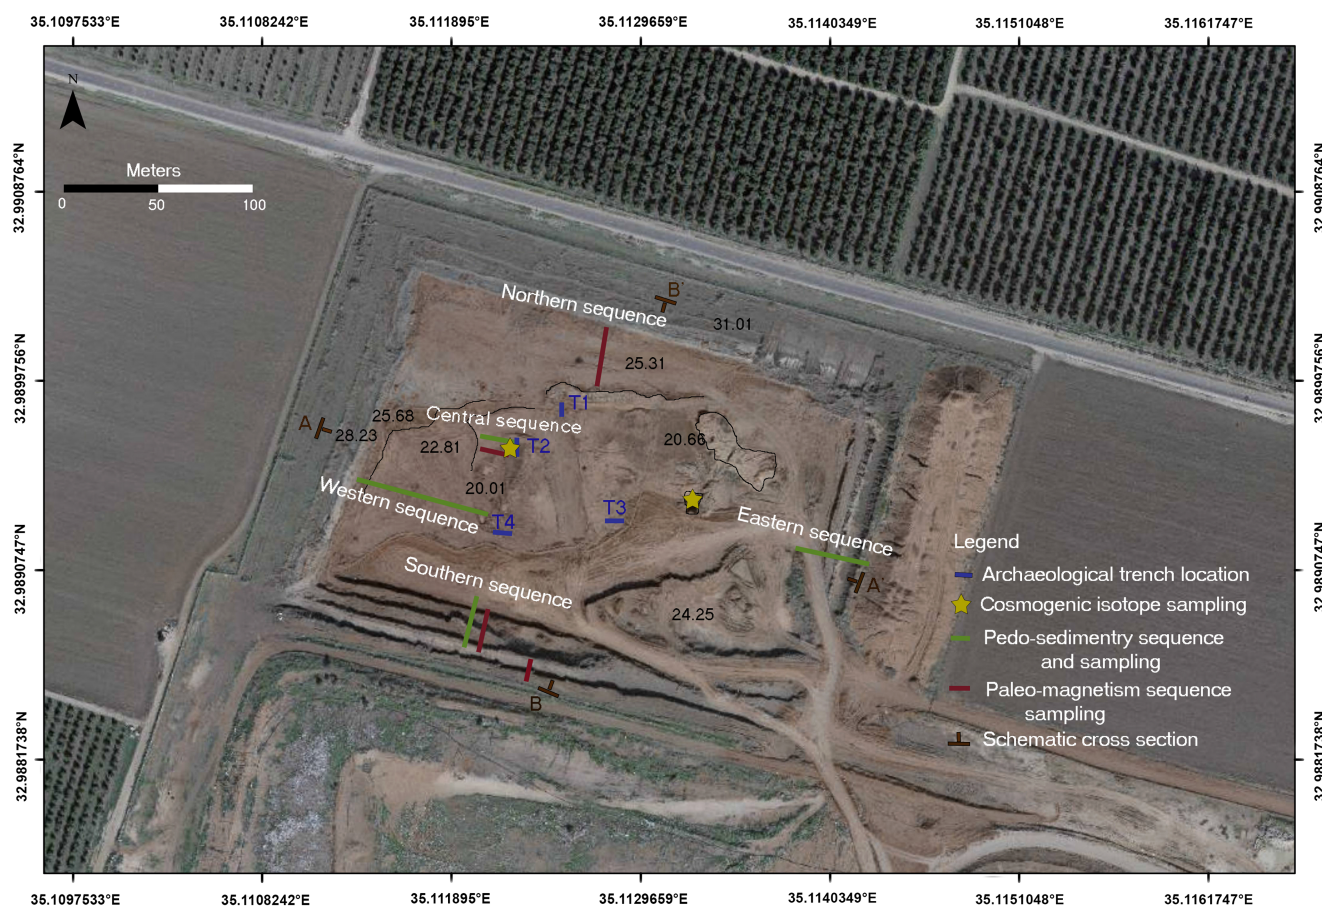 35.1097533°E 35.1108242°E 35.111895°E 35.1129659°E 35.1140349°E 35.1151048°E 35.1161747°E
N
Meters
0 50 100
32.9908764°N
32.9908764°N
32.9899756°N
32.9899756°N
32.9890747°N
32.9890747°N
32.9881738°N
32.9881738°N
B'
Northern sequence
31.01
25.31
T1
25.68
Central sequence
A
28.23
22.81
T2
20.66
20.01
Western sequence
T4
T3
Eastern sequence
A
Southern sequence
24.25
B
Legend
Archaeological trench location
Cosmogenic isotope sampling
Pedo-sedimentry sequence
and sampling
Paleo-magnetism sequence
sampling
Schematic cross section
35.1097533°E 35.1108242°E 35.111895°E 35.1129659°E 35.1140349°E 35.1151048°E 35.1161747°E